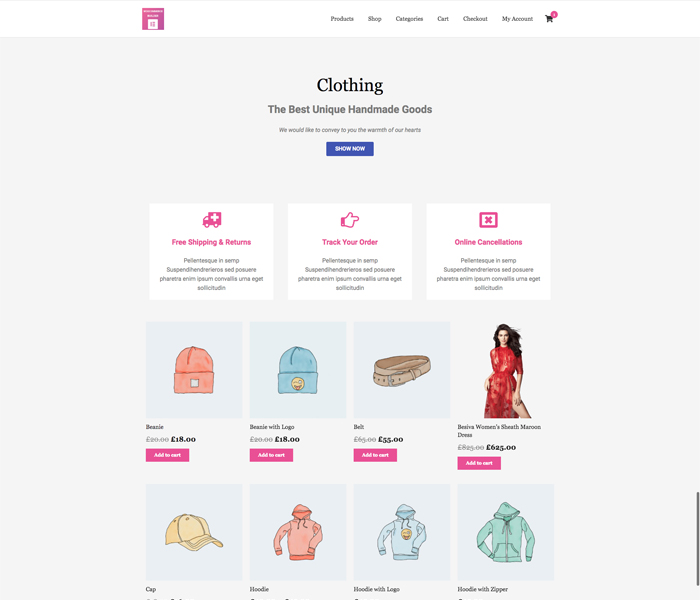 Products Shop Categories Cart Checkout My Account
Clothing
The Best Unique Handmade Goods
We would like to convey to you the warmth of our hearts
SHOW NOW
Free Shipping & Returns
Pellentesque in semp
Suspendihendrerieros sed posuere
pharetra enim ipsum convallis uma eget
sollicitudin
Track Your Order
Pellentesque in semp
Suspendihendrerieros sed posuere
pharetra enim ipsum convallis uma eget
sollicitudin
Online Cancellations
Pellentesque in semp
Suspendihendrerieros sed posuere
pharetra enim ipsum convallis uma eget
sollicitudin
Beanie
£20.00 £18.00
Add to cart
Beanie with Logo
£20.00 £18.00
Add to cart
Belt
£65.00 £55.00
Add to cart
Besiva Women's Sheath Maroon
Dress
£825.00 £625.00
Add to cart
Cap
Hoodie
Hoodie with Logo
Hoodie with Zipper